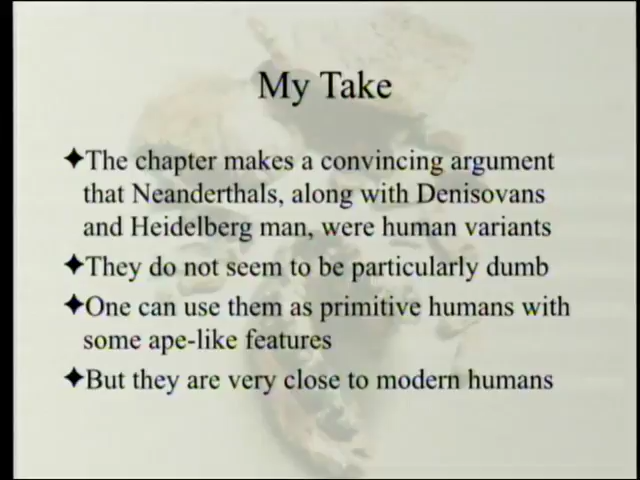 My Take
✦The chapter makes a convincing argument
that Neanderthals, along with Denisovans
and Heidelberg man, were human variants
✦They do not seem to be particularly dumb
✦One can use them as primitive humans with
some ape-like features
✦But they are very close to modern humans